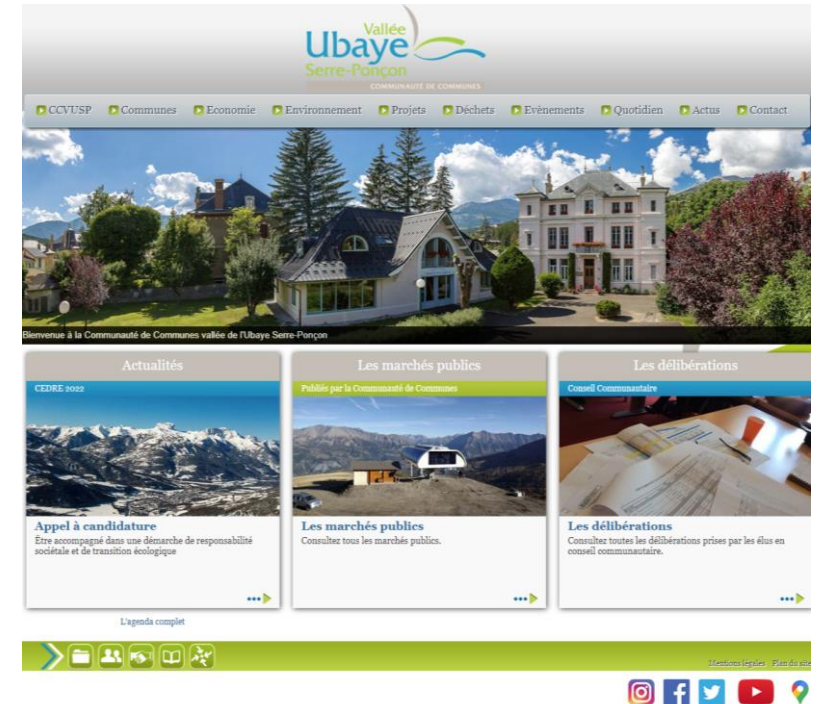 Vallée
Ubaye
Serre-Ponçon
COMMUNAUTÉ DE COMMUNES
CCVUSP Communes Economie Environnement Projets Déchets Evènements Quotidien Actus Contact
Bienvenue à la Communauté de Communes vallée de l'Ubaye Serre-Ponçon
Actualités
CEDRE 2022
Appel à candidature
Être accompagné dans une démarche de responsabilité
sociétale et de transition écologique
L'agenda complet
Les marchés publics
Publiés par la Communauté de Communes
Les marchés publics
Consultez tous les marchés publics.
Les délibérations
Conseil Communautaire
Les délibérations
Consultez toutes les délibérations prises par les élus en
conseil communautaire.
Mentions légales Plan du site